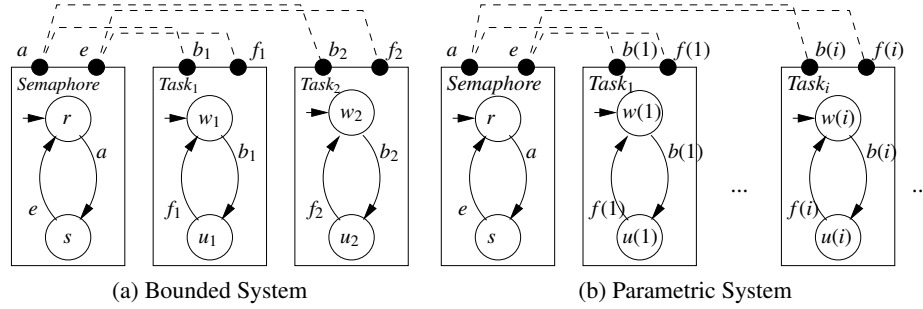 a e b₁ f₁ b₂ f₂ a e b(1) f(1) b(i) f(i)
Semaphore Task₁ Task₂ Semaphore Task₁ Taskᵢ
r w₁ w₂ r w(1) w(i)
a b₁ b₂ a b(1) b(i)
... ..
e f₁ f₂ e f(1) f(i)
s u₁ u₂ s u(1) u(i)
(a) Bounded System (b) Parametric System